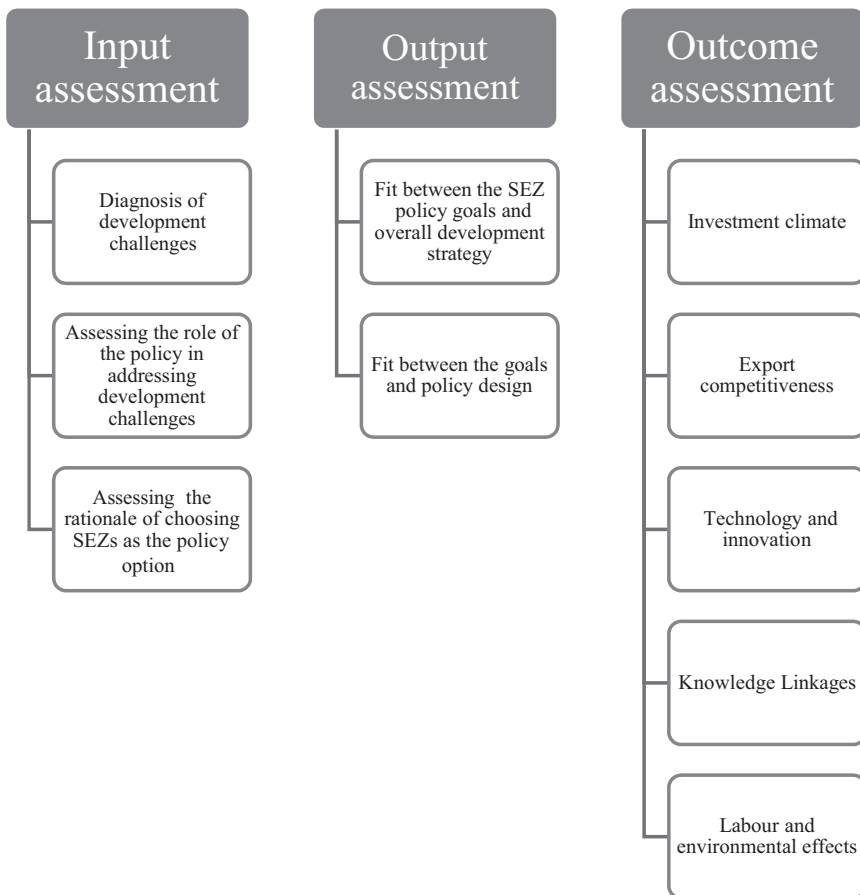 Input
assessment
Diagnosis of
development
challenges
Assessing the role of
the policy in
addressing
development
challenges
Assessing the
rationale of choosing
SEZs as the policy
option
Output
assessment
Fit between the SEZ
policy goals and
overall development
strategy
Fit between the goals
and policy design
Outcome
assessment
Investment climate
Export
competitiveness
Technology and
innovation
Knowledge Linkages
Labour and
environmental effects